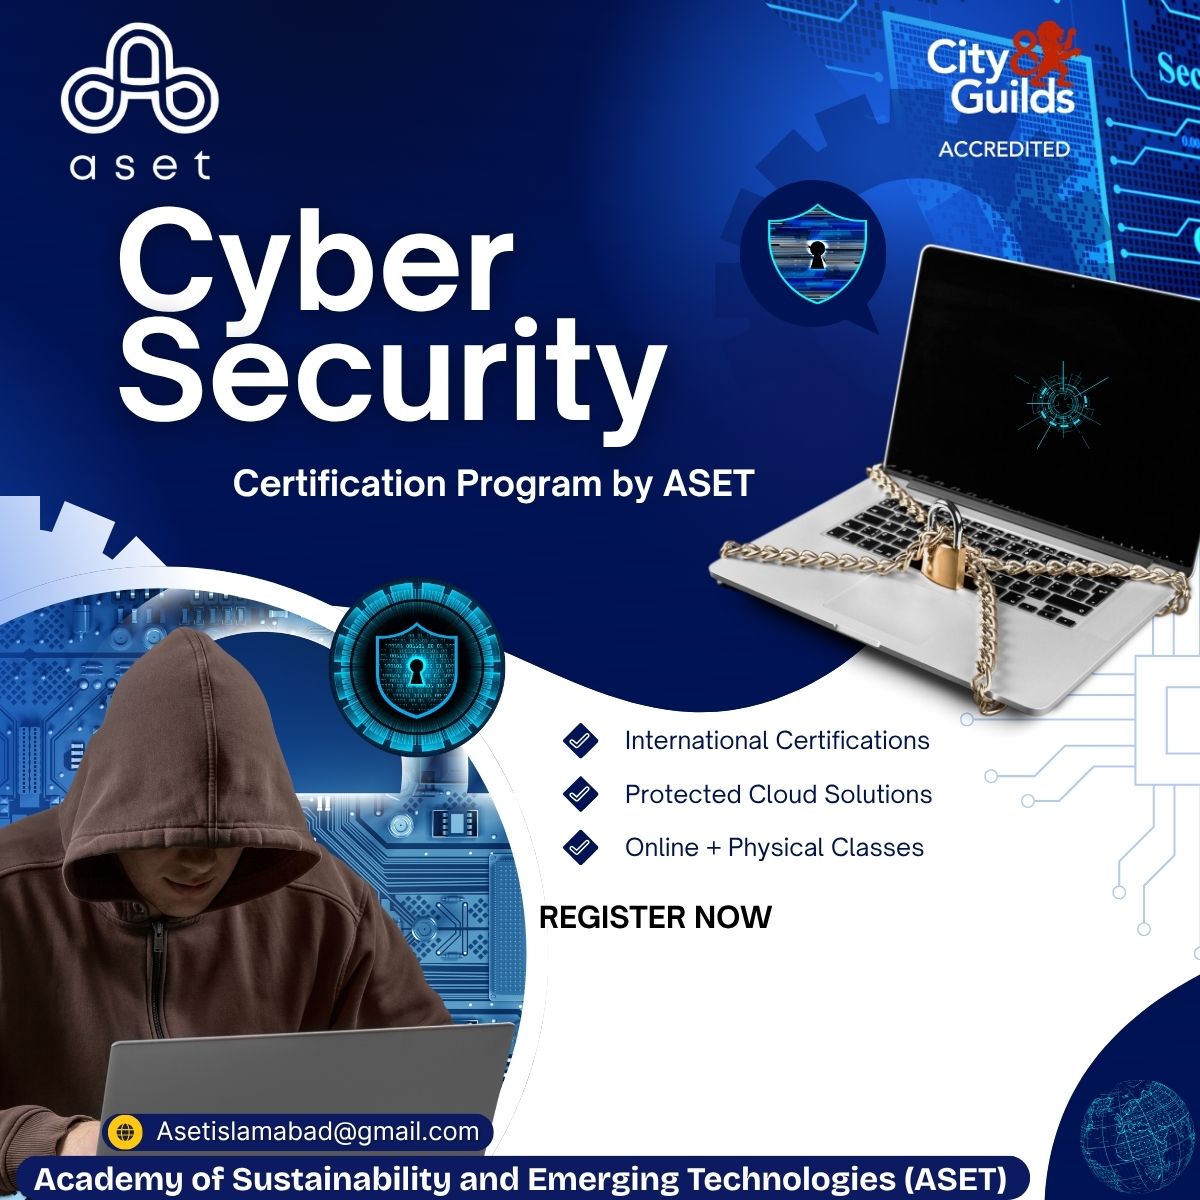 aset
City & Guilds
ACCREDITED
Sec
Cyber
Security
Certification Program by ASET
International Certifications
Protected Cloud Solutions
Online + Physical Classes
REGISTER NOW
Asetislamabad@gmail.com
Academy of Sustainability and Emerging Technologies (ASET)